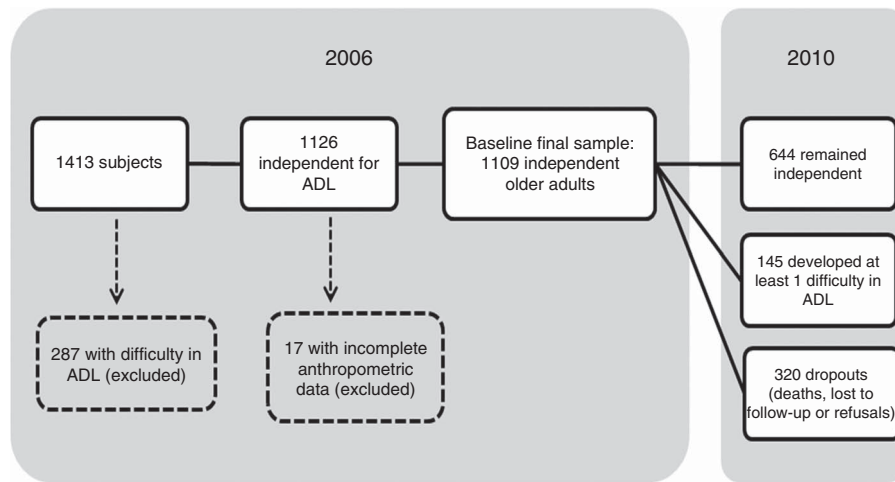 2006
2010
1413 subjects
1126
independent for
ADL
Baseline final sample:
1109 independent
older adults
644 remained
independent
145 developed at
least 1 difficulty in
ADL
287 with difficulty in
ADL (excluded)
17 with incomplete
anthropometric
data (excluded)
320 dropouts
(deaths, lost to
follow-up or refusals)